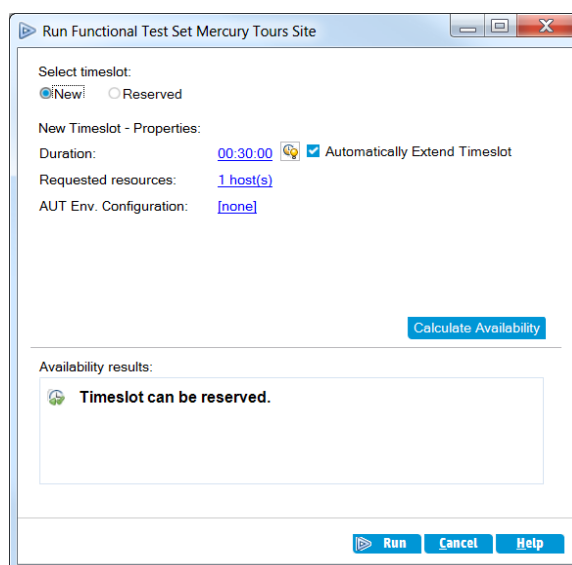 Run Functional Test Set Mercury Tours Site
Select timeslot:
New Reserved
New Timeslot - Properties:
Duration: 00:30:00 Automatically Extend Timeslot
Requested resources: 1 host(s)
AUT Env. Configuration: [none]
Calculate Availability
Availability results:
Timeslot can be reserved.
Run Cancel Help